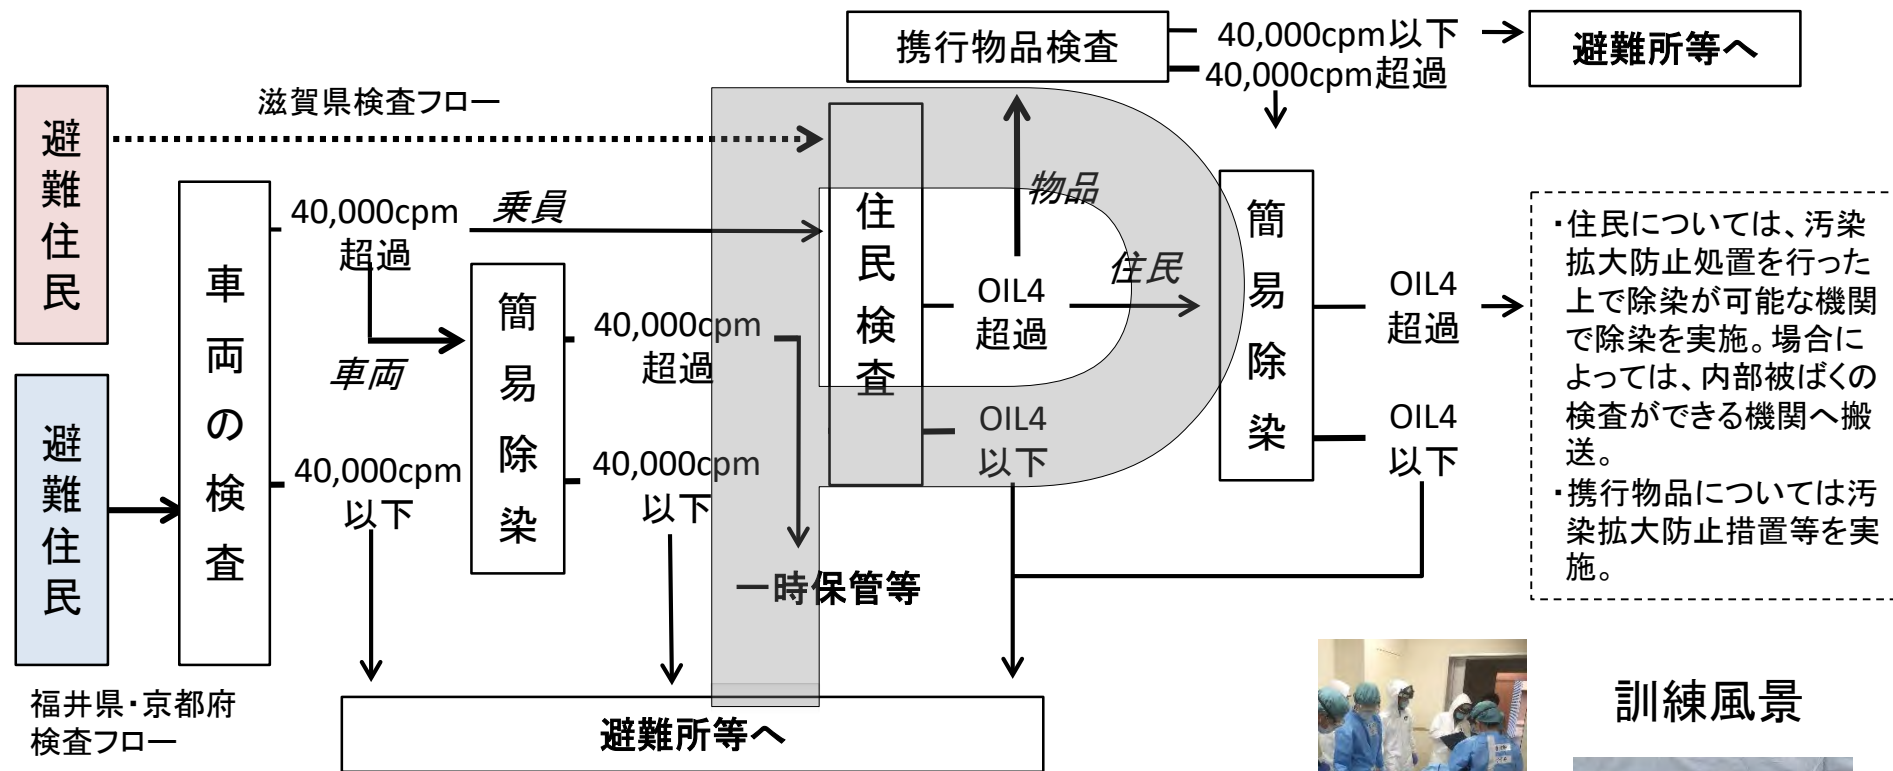 携行物品検査
40,000cpm以下
40,000cpm超過
避難所等へ
滋賀県検査フロー
避難住民
避難住民
福井県・京都府
検査フロー
車両の検査
40,000cpm
超過
乗員
車両
40,000cpm
以下
簡易除染
40,000cpm
超過
40,000cpm
以下
一時保管等
住民検査
物品
OIL4
超過
住民
OIL4
以下
簡易除染
OIL4
超過
OIL4
以下
・住民については、汚染
拡大防止処置を行った
上で除染が可能な機関
で除染を実施。場合に
よっては、内部被ばくの
検査ができる機関へ搬
送。
・携行物品については汚
染拡大防止措置等を実
施。
避難所等へ
訓練風景